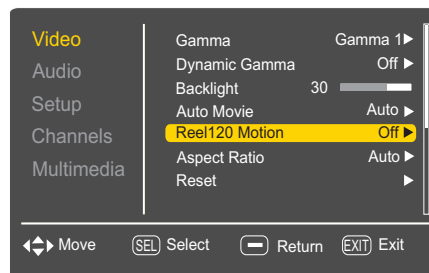 Video
Audio
Setup
Channels
Multimedia
Gamma Gamma 1
Dynamic Gamma Off
Backlight 30
Auto Movie Auto
Reel120 Motion Off
Aspect Ratio Auto
Reset
Move SEL Select Return EXIT Exit